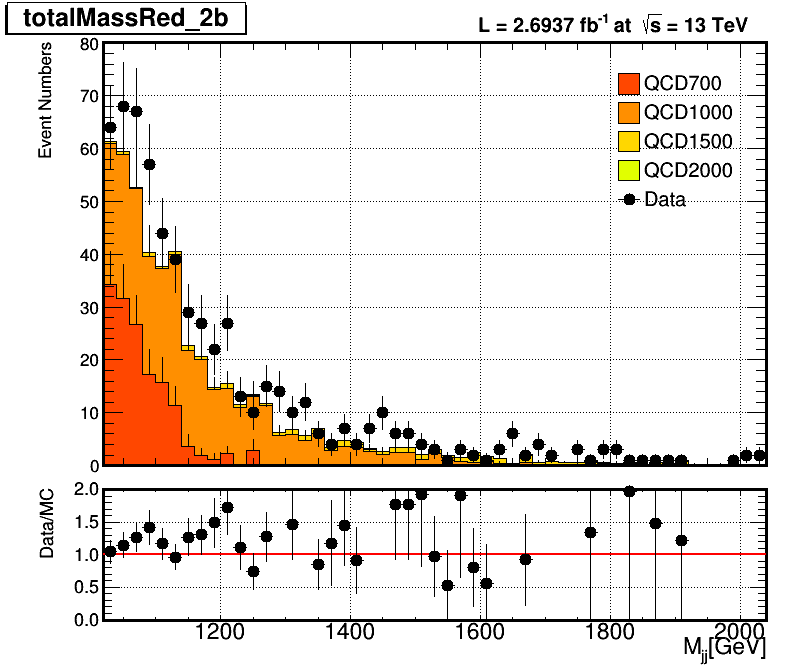 totalMassRed_2b
L = 2.6937 fb⁻¹ at √s = 13 TeV
Event Numbers
80
70
60
50
40
30
20
10
0
QCD700
QCD1000
QCD1500
QCD2000
Data
Data/MC
2.0
1.5
1.0
0.5
0.0
1200 1400 1600 1800 2000
M_jj[GeV]